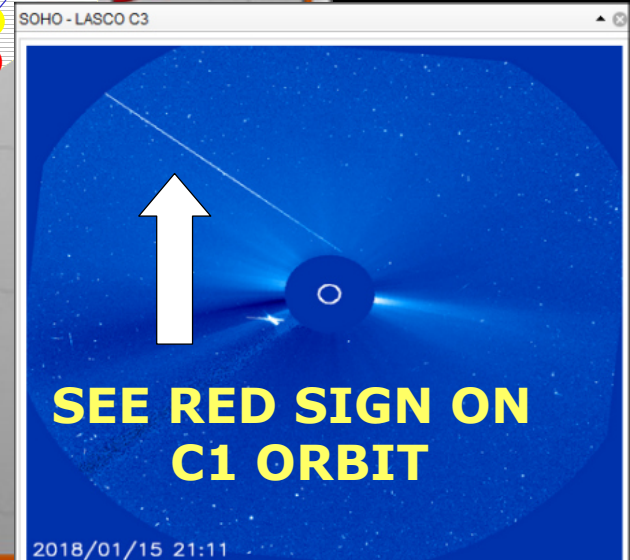 SOHO - LASCO C3
SEE RED SIGN ON
C1 ORBIT
2018/01/15 21:11